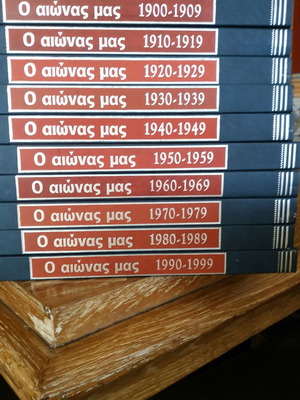 Ο αιώνας μας 1900-1909
Ο αιώνας μας 1910-1919
Ο αιώνας μας 1920-1929
Ο αιώνας μας 1930-1939
Ο αιώνας μας 1940-1949
Ο αιώνας μας 1950-1959
Ο αιώνας μας 1960-1969
Ο αιώνας μας 1970-1979
Ο αιώνας μας 1980-1989
Ο αιώνας μας 1990-1999